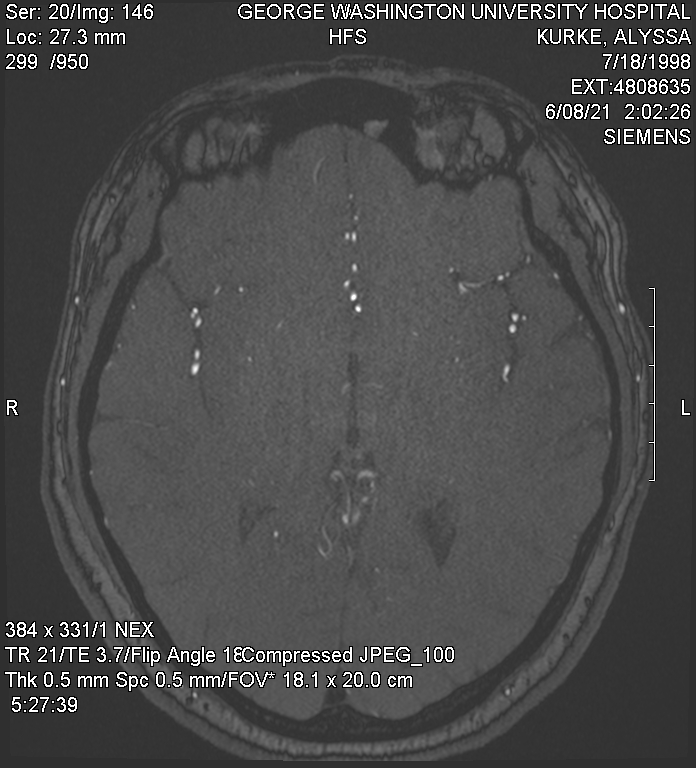 Ser: 20/Img: 146
Loc: 27.3 mm
299 /950
HFS
GEORGE WASHINGTON UNIVERSITY HOSPITAL
KURKE, ALYSSA
7/18/1998
EXT:4808635
6/08/21 2:02:26
SIEMENS
R
L
384 x 331/1 NEX
TR 21/TE 3.7/Flip Angle 18Compressed JPEG_100
Thk 0.5 mm Spc 0.5 mm/FOV* 18.1 x 20.0 cm
5:27:39